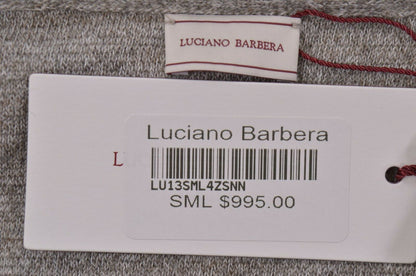 LUCIANO BARBERA
L
Luciano Barbera
LU13SML4ZSNN
SML $995.00